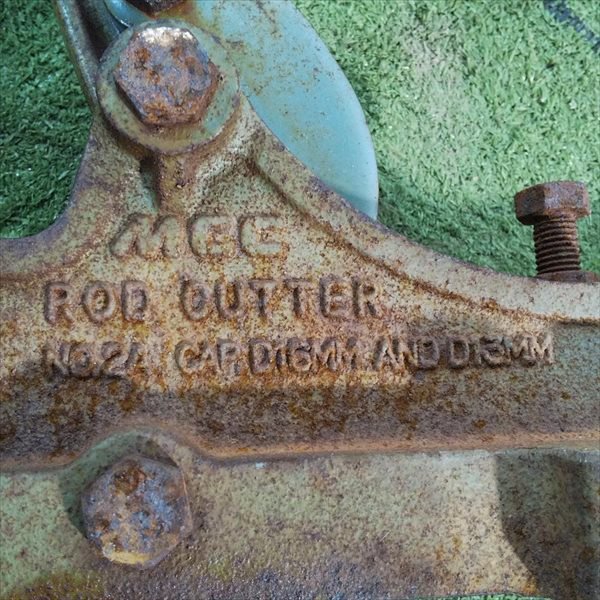 MCC
ROD CUTTER
NO.2A CAP. D16MM AND D13MM